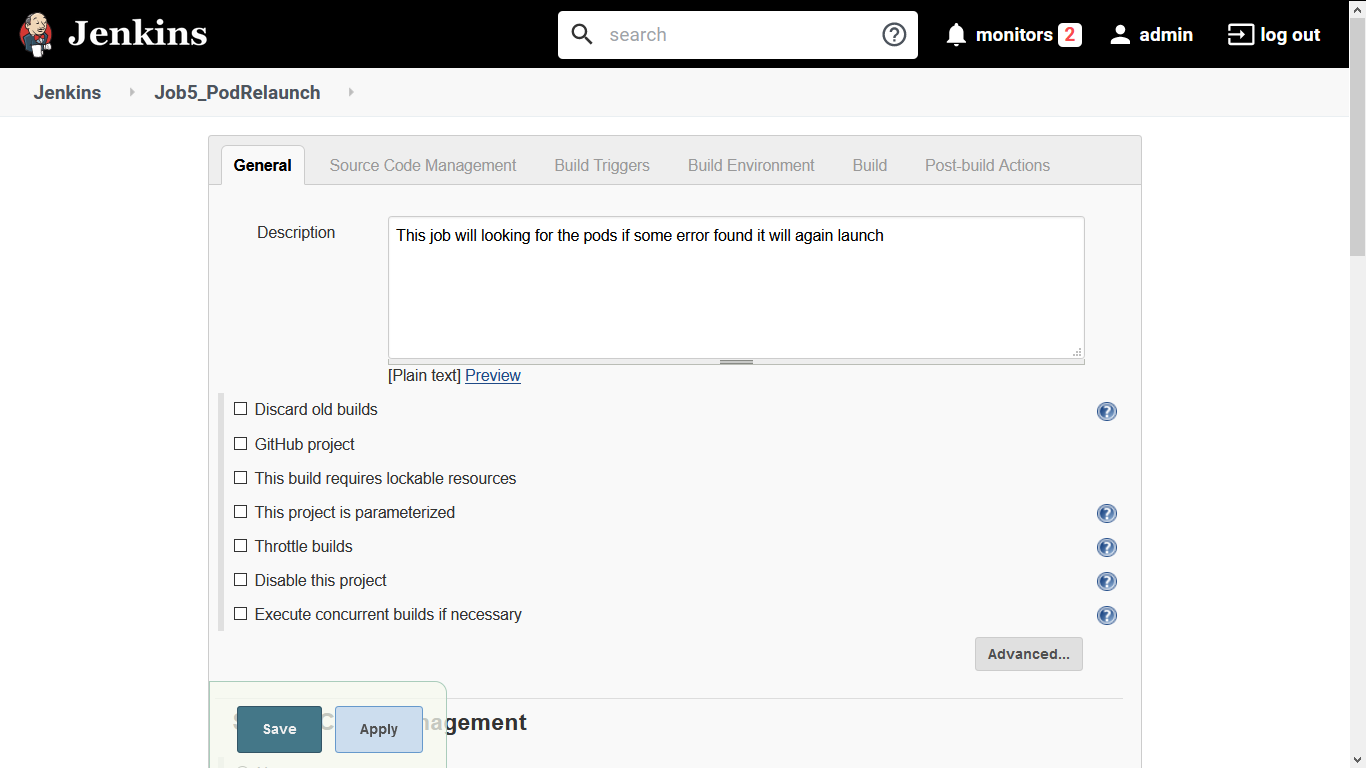 Jenkins
search
monitors 2
admin
log out
Jenkins
Job5_PodRelaunch
General
Source Code Management
Build Triggers
Build Environment
Build
Post-build Actions
Description
This job will looking for the pods if some error found it will again launch
[Plain text] Preview
Discard old builds
GitHub project
This build requires lockable resources
This project is parameterized
Throttle builds
Disable this project
Execute concurrent builds if necessary
Advanced...
Save
Apply